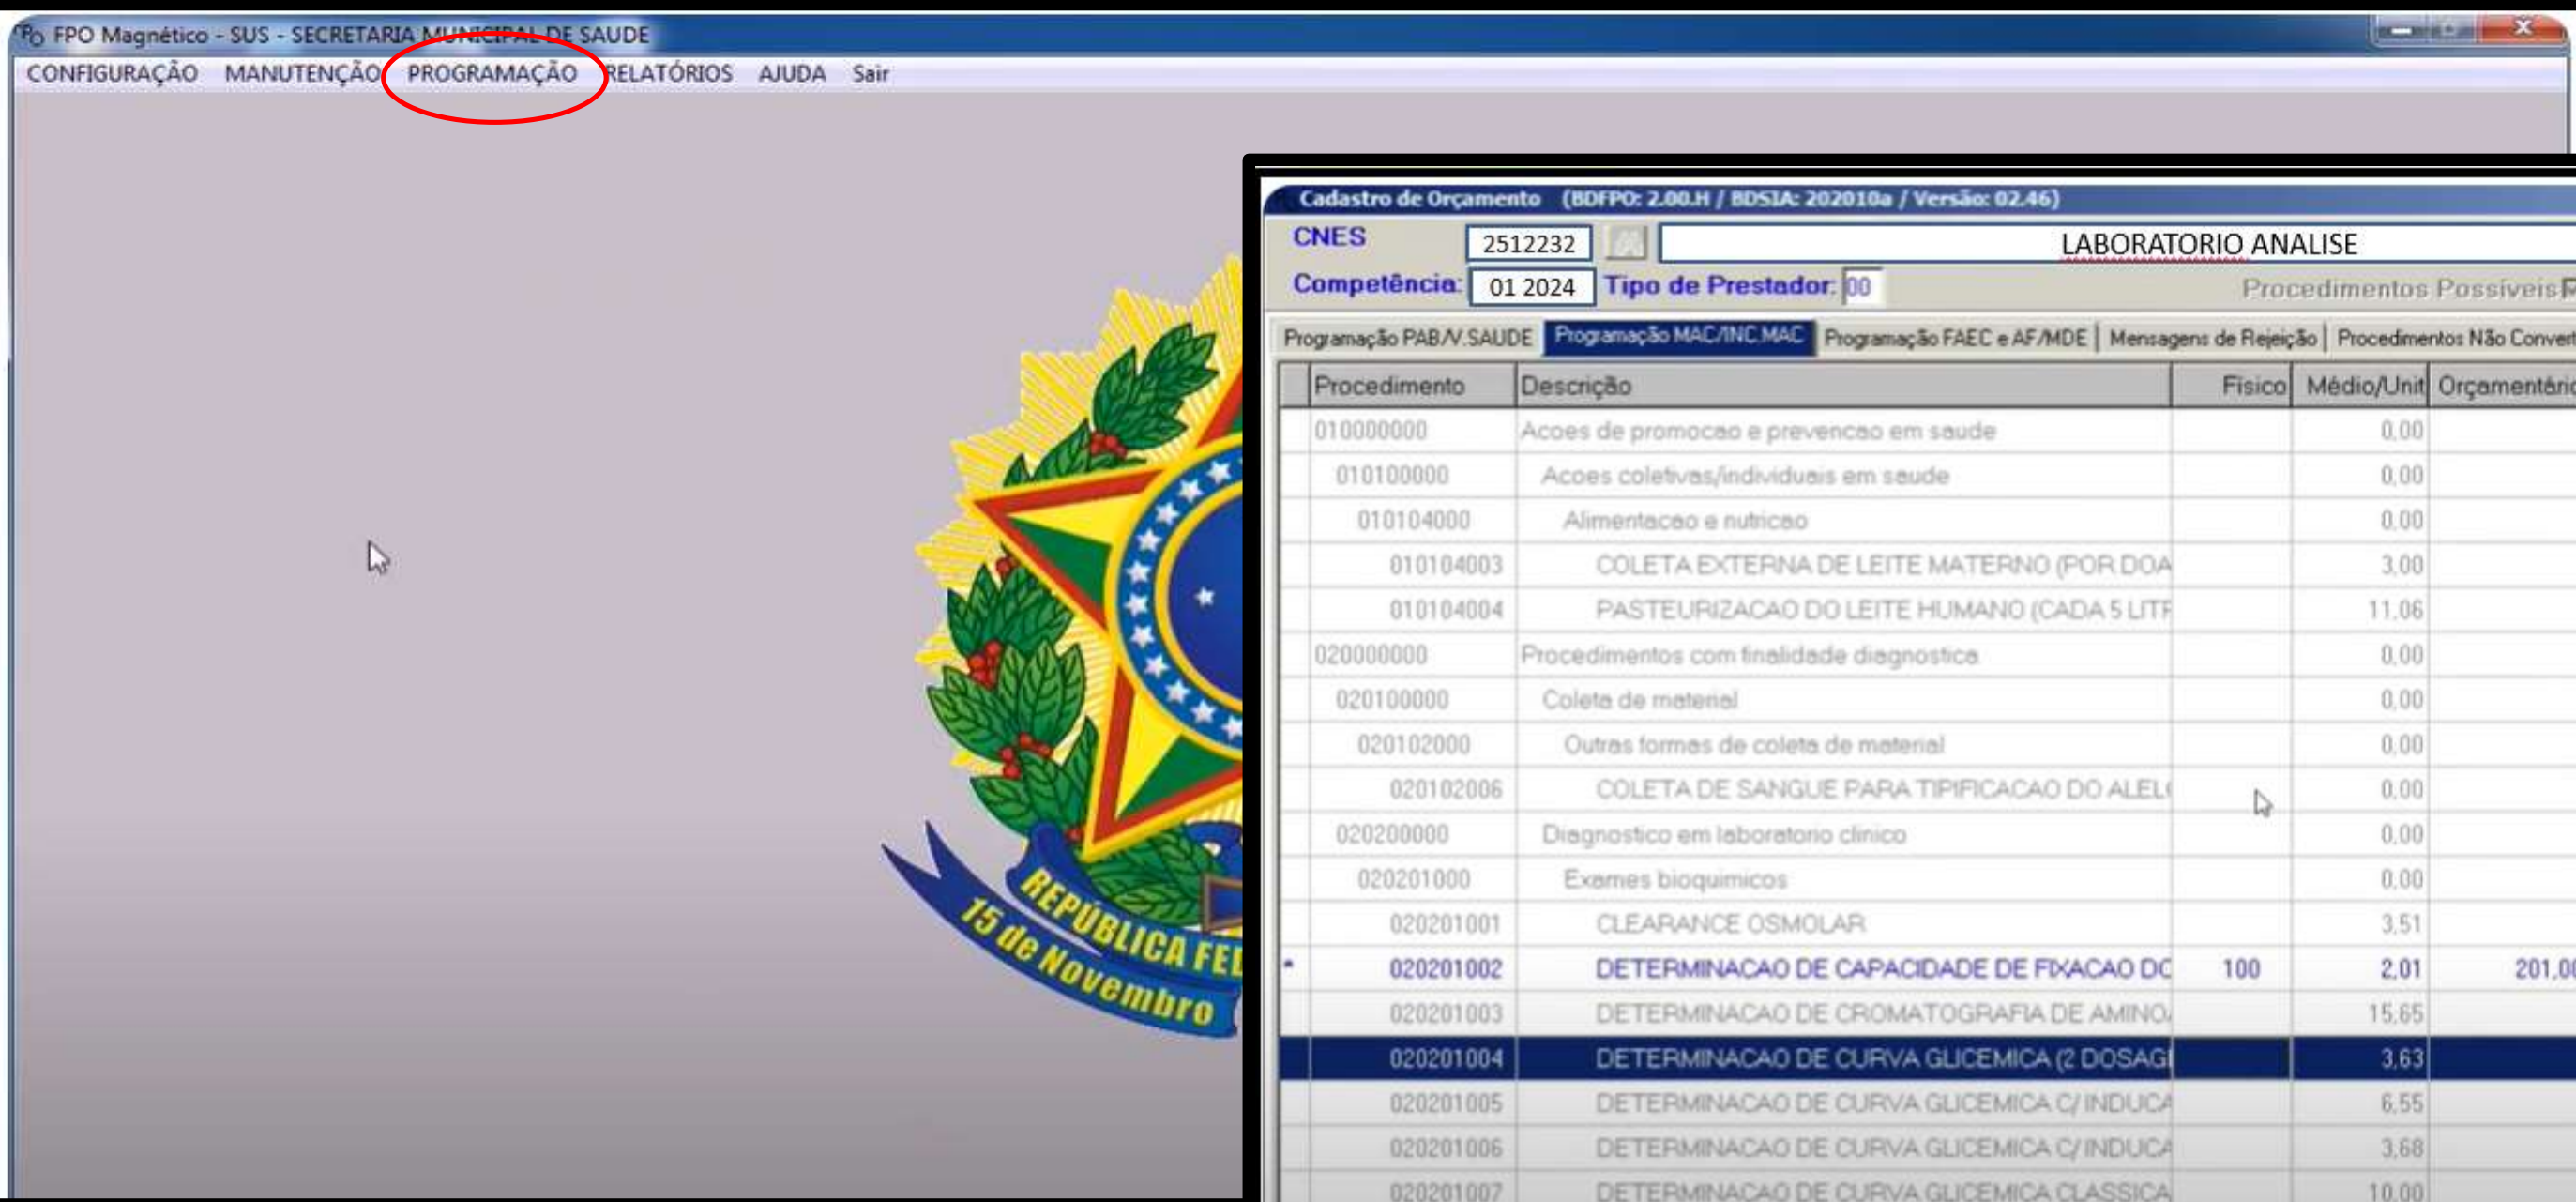 FPO FPO Magnético - SUS - SECRETARIA MUNICIPAL DE SAUDE
CONFIGURAÇÃO MANUTENÇÃO PROGRAMAÇÃO RELATÓRIOS AJUDA Sair
REPÚBLICA FE
15 de Novembro
Cadastro de Orçamento (BDFPO: 2.00.H / BDSIA: 202010a / Versão: 02.46)
CNES 2512232 LABORATORIO ANALISE
Competência: 01 2024 Tipo de Prestador: 00 Procedimentos Possíveis
Programação PAB/V.SAUDE Programação MAC/INC.MAC Programação FAEC e AF/MDE Mensagens de Rejeição Procedimentos Não Convert
Procedimento Descrição Físico Médio/Unit Orçamentário
010000000 Acoes de promocao e prevencao em saude 0,00
010100000 Acoes coletivas/individuais em saude 0,00
010104000 Alimentacao e nutricao 0,00
010104003 COLETA EXTERNA DE LEITE MATERNO (POR DOA 3,00
010104004 PASTEURIZACAO DO LEITE HUMANO (CADA 5 LITR 11,06
020000000 Procedimentos com finalidade diagnostica 0,00
020100000 Coleta de material 0,00
020102000 Outras formas de coleta de material 0,00
020102006 COLETA DE SANGUE PARA TIPIFICACAO DO ALEL 0,00
020200000 Diagnostico em laboratorio clinico 0,00
020201000 Exames bioquimicos 0,00
020201001 CLEARANCE OSMOLAR 3,51
020201002 DETERMINACAO DE CAPACIDADE DE FIXACAO DO 100 2,01 201,00
020201003 DETERMINACAO DE CROMATOGRAFIA DE AMINO 15,65
020201004 DETERMINACAO DE CURVA GLICEMICA (2 DOSAG 3,63
020201005 DETERMINACAO DE CURVA GLICEMICA C/ INDUCA 6,55
020201006 DETERMINACAO DE CURVA GLICEMICA C/ INDUCA 3,68
020201007 DETERMINACAO DE CURVA GLICEMICA CLASSICA 10,00